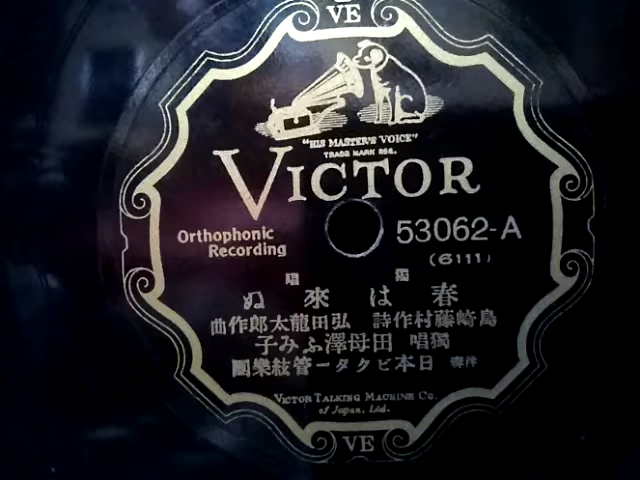 VE
"HIS MASTER'S VOICE"
TRADE MARK REG.
VICTOR
Orthophonic
Recording
53062-A
(6111)
獨唱
春は來ぬ
島崎藤村作詩 弘田龍太郎作曲
獨唱 田母澤ふみ子
伴奏 日本ビクター管絃樂團
VICTOR TALKING MACHINE CO.
of Japan, Ltd.
VE